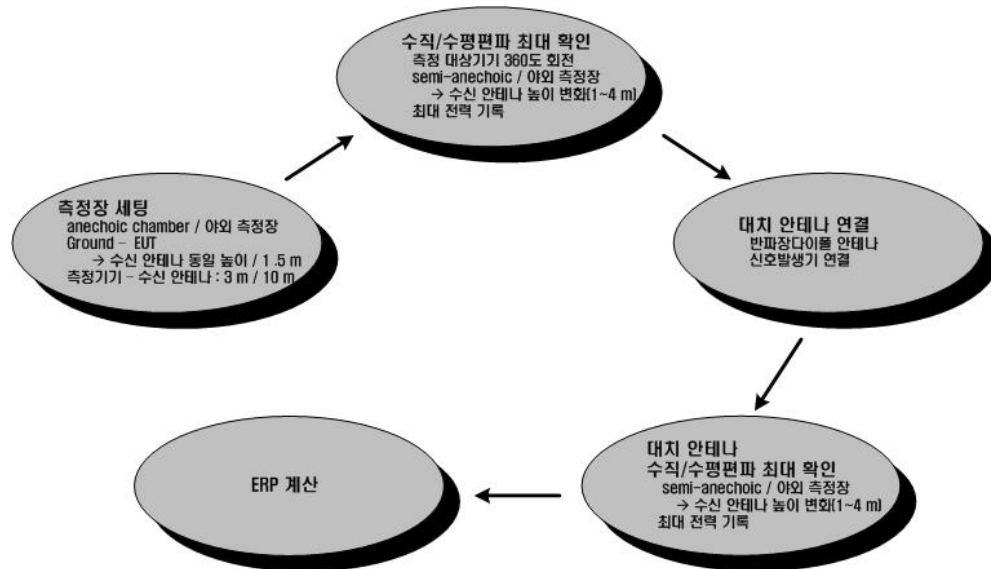 수직/수평편파 최대 확인
측정 대상기기 360도 회전
semi-anechoic / 야외 측정장
→ 수신 안테나 높이 변화(1~4 m)
최대 전력 기록
측정장 세팅
anechoic chamber / 야외 측정장
Ground - EUT
→ 수신 안테나 동일 높이 / 1.5 m
측정기기 - 수신 안테나 : 3 m / 10 m
대치 안테나 연결
반파장다이폴 안테나
신호발생기 연결
대치 안테나
수직/수평편파 최대 확인
semi-anechoic / 야외 측정장
→ 수신 안테나 높이 변화(1~4 m)
최대 전력 기록
ERP 계산